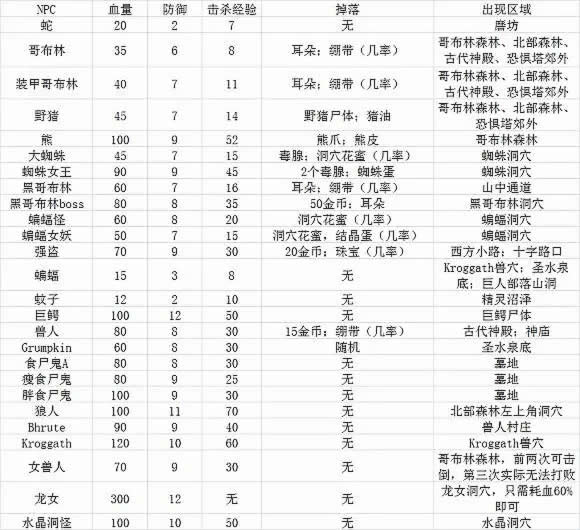 NPC 血量 防御 击杀经验 掉落 出现区域
蛇 20 2 7 无 磨坊
哥布林 35 6 8 耳朵；绷带（几率） 哥布林森林、北部森林、
古代神殿、恐惧塔郊外
装甲哥布林 40 7 11 耳朵；绷带（几率） 哥布林森林、北部森林、
古代神殿、恐惧塔郊外
野猪 45 7 14 野猪尸体；猪油 哥布林森林、北部森林、
恐惧塔郊外
熊 100 9 52 熊爪；熊皮 哥布林森林
大蜘蛛 45 7 15 毒腺；洞穴花蜜（几率） 蜘蛛洞穴
蜘蛛女王 90 9 45 2个毒腺；蜘蛛蛋 蜘蛛洞穴
黑哥布林 60 7 16 耳朵；绷带（几率） 山中通道
黑哥布林boss 80 8 35 50金币；耳朵 黑哥布林洞穴
蝙蝠怪 60 8 20 洞穴花蜜（几率） 蝙蝠洞穴
蝙蝠女妖 50 7 15 洞穴花蜜，结晶蛋（几率） 蝙蝠洞穴
强盗 70 9 30 20金币；珠宝（几率） 西方小路；十字路口
蝙蝠 15 3 8 无 Kroggath兽穴；圣水泉
底；巨人部落山洞
蚊子 12 2 10 无 精灵沼泽
巨鳄 100 12 50 无 巨鳄尸体
兽人 80 8 30 15金币；绷带（几率） 古代神殿；神庙
Grumpkin 60 8 30 随机 圣水泉底
食尸鬼A 80 8 30 无 墓地
瘦食尸鬼 80 9 25 无 墓地
胖食尸鬼 100 9 30 无 墓地
狼人 100 11 70 无 北部森林左上角洞穴
Bhrute 90 9 40 无 兽人村庄
Kroggath 120 10 60 无 Kroggath兽穴
女兽人 70 9 30 无 哥布林森林，前两次可击
倒，第三次实际无法打败
龙女 300 12 无 无 龙女洞穴，只需耗血60%
即可
水晶洞怪 100 10 50 无 水晶洞穴